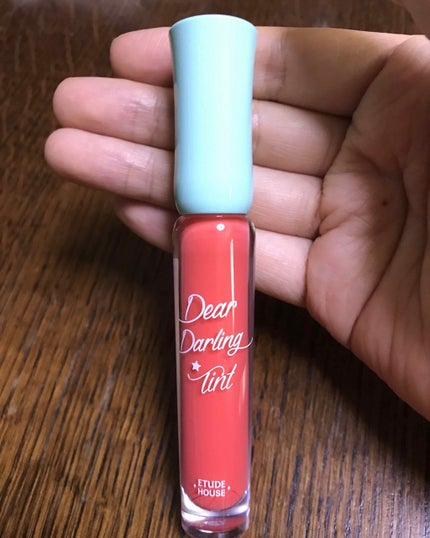 Dear
Darling
Tint
ETUDE
HOUSE